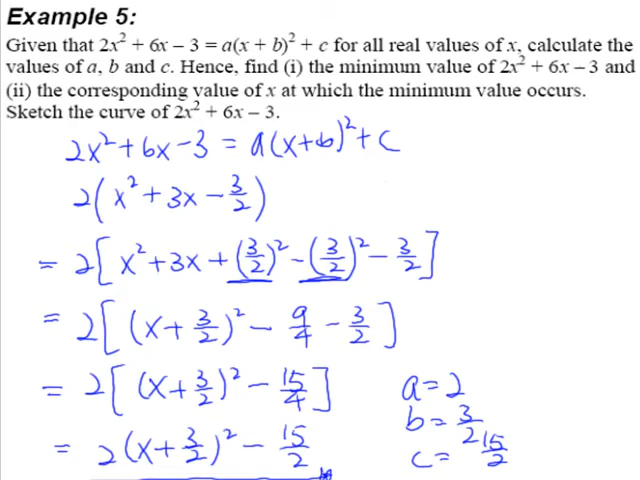 Example 5:
Given that 2x² + 6x – 3 = a(x + b)² + c for all real values of x, calculate the
values of a, b and c. Hence, find (i) the minimum value of 2x² + 6x – 3 and
(ii) the corresponding value of x at which the minimum value occurs.
Sketch the curve of 2x² + 6x – 3.
2x² + 6x – 3 = a(x+b)² + c
2(x² + 3x – 3/2)
= 2[x² + 3x + (3/2)² – (3/2)² – 3/2]
= 2[(x + 3/2)² – 9/4 – 3/2]
= 2[(x + 3/2)² – 15/4]
= 2(x + 3/2)² – 15/2
a = 2
b = 3/2
c = 15/2